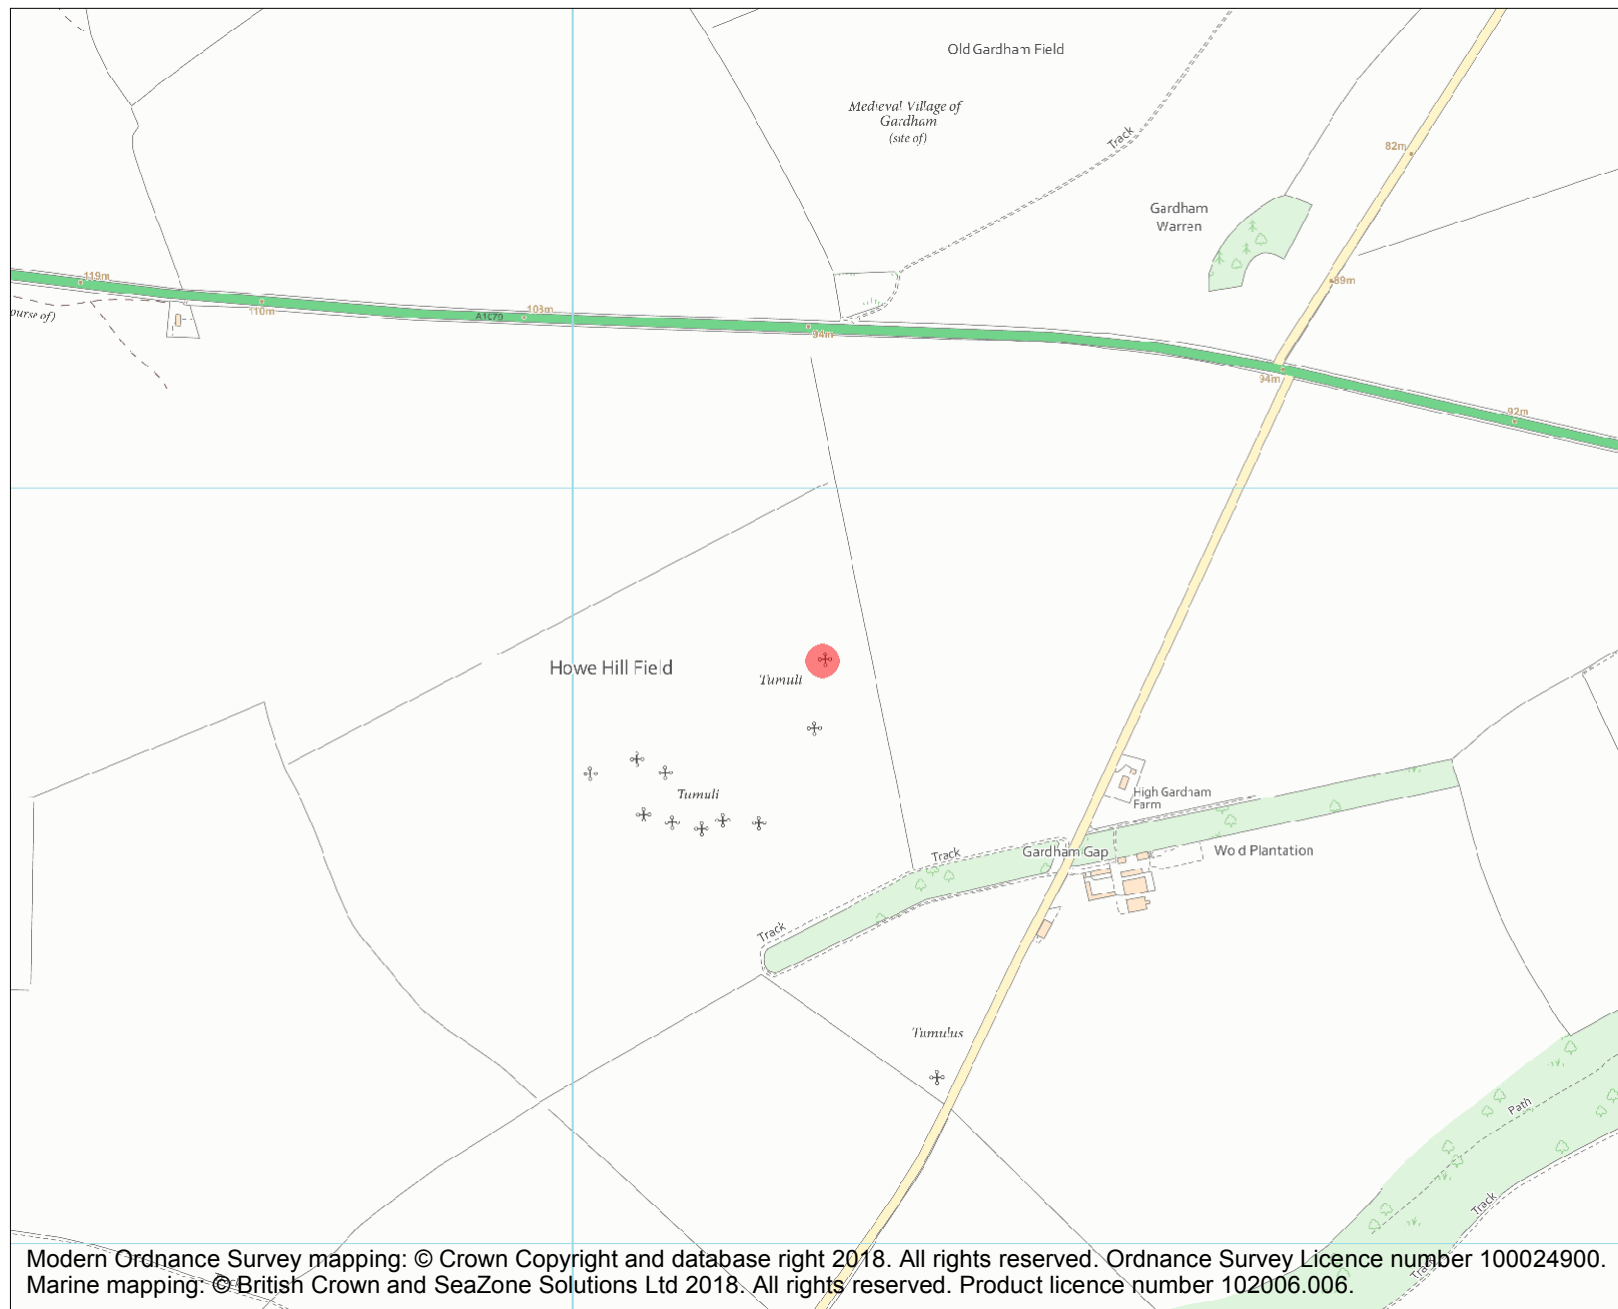 Old Gardham Field
Medieval Village of
Gardham
(site of)
Track
82m
Gardham
Warren
119m
89m
110m
103m
ourse of)
A1079
94m
94m
92m
Howe Hill Field
Tumuli
Tumuli
High Gardham
Farm
Track
Gardham Gap
Wold Plantation
Track
Tumulus
Path
Track
Modern Ordnance Survey mapping: © Crown Copyright and database right 2018. All rights reserved. Ordnance Survey Licence number 100024900.
Marine mapping: © British Crown and SeaZone Solutions Ltd 2018. All rights reserved. Product licence number 102006.006.
Track